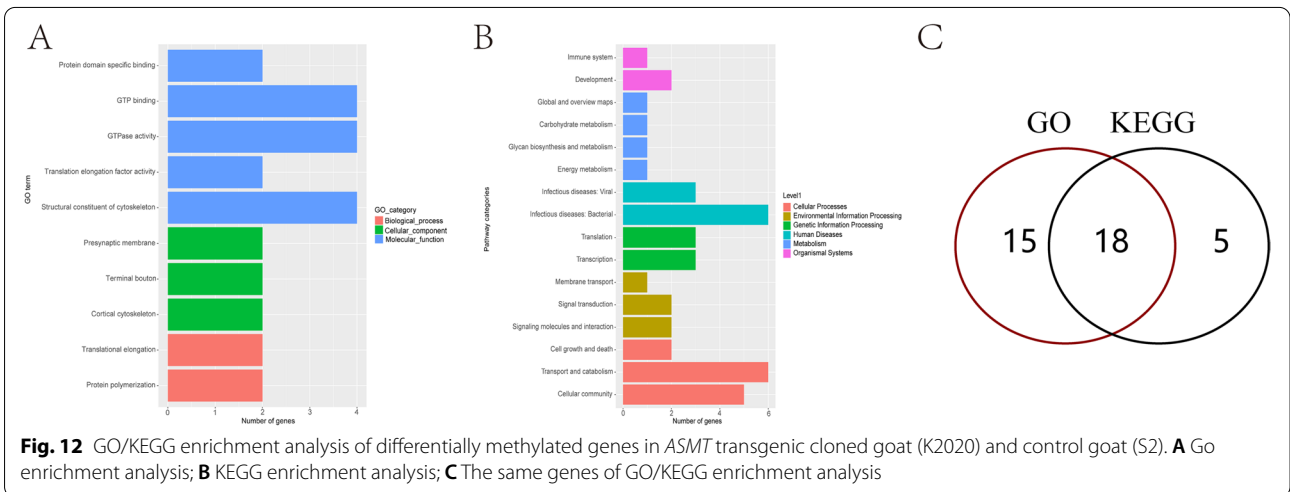 A
Protein domain specific binding
GTP binding
GTPase activity
Translation elongation factor activity
Structural constituent of cytoskeleton
Presynaptic membrane
Terminal bouton
Cortical cytoskeleton
Translational elongation
Protein polymerization
GO term
0 1 2 3 4
Number of genes
GO_category
Biological_process
Cellular_component
Molecular_function
B
Immune system
Development
Global and overview maps
Carbohydrate metabolism
Glycan biosynthesis and metabolism
Energy metabolism
Infectious diseases: Viral
Infectious diseases: Bacterial
Translation
Transcription
Membrane transport
Signal transduction
Signaling molecules and interaction
Cell growth and death
Transport and catabolism
Cellular community
Pathway categories
0 2 4 6
Number of genes
Level1
Cellular Processes
Environmental Information Processing
Genetic Information Processing
Human Diseases
Metabolism
Organismal Systems
C
GO KEGG
15 18 5
Fig. 12 GO/KEGG enrichment analysis of differentially methylated genes in ASMT transgenic cloned goat (K2020) and control goat (S2). A Go
enrichment analysis; B KEGG enrichment analysis; C The same genes of GO/KEGG enrichment analysis